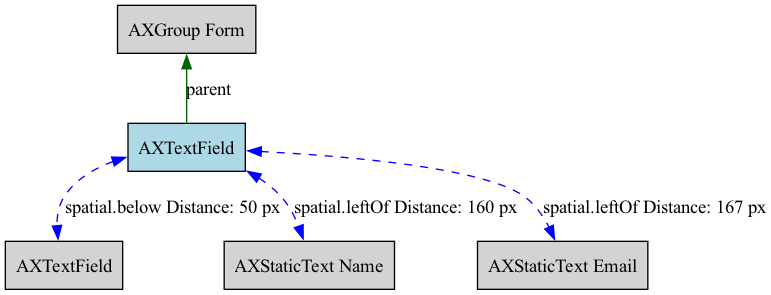 AXGroup Form
parent
AXTextField
spatial.below Distance: 50 px
spatial.leftOf Distance: 160 px
spatial.leftOf Distance: 167 px
AXTextField
AXStaticText Name
AXStaticText Email